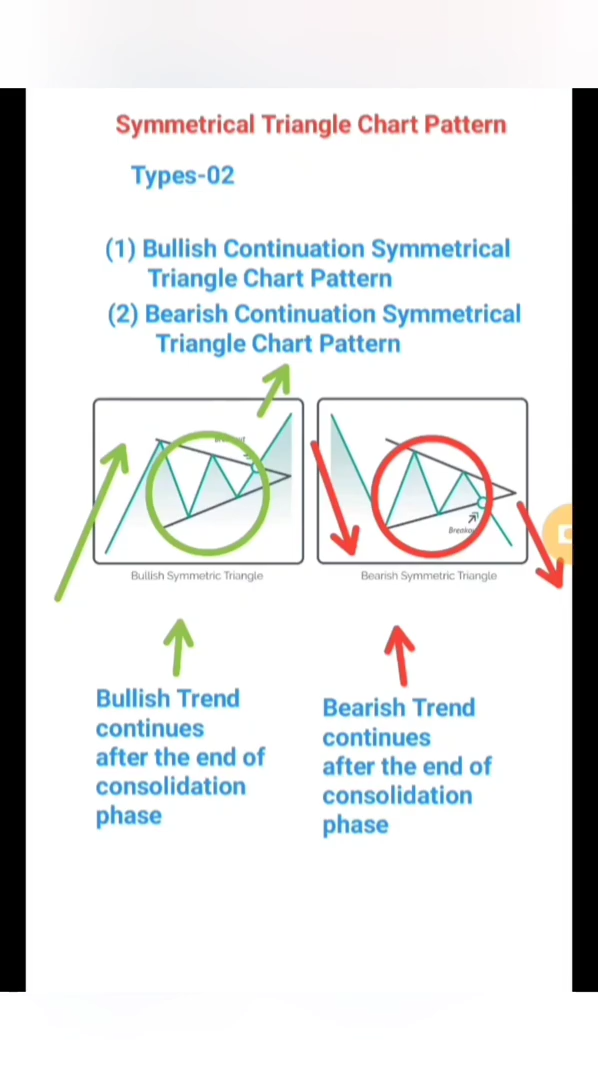 Symmetrical Triangle Chart Pattern
Types-02
(1) Bullish Continuation Symmetrical
Triangle Chart Pattern
(2) Bearish Continuation Symmetrical
Triangle Chart Pattern
Bullish Symmetric Triangle
Bearish Symmetric Triangle
Bullish Trend
continues
after the end of
consolidation
phase
Bearish Trend
continues
after the end of
consolidation
phase